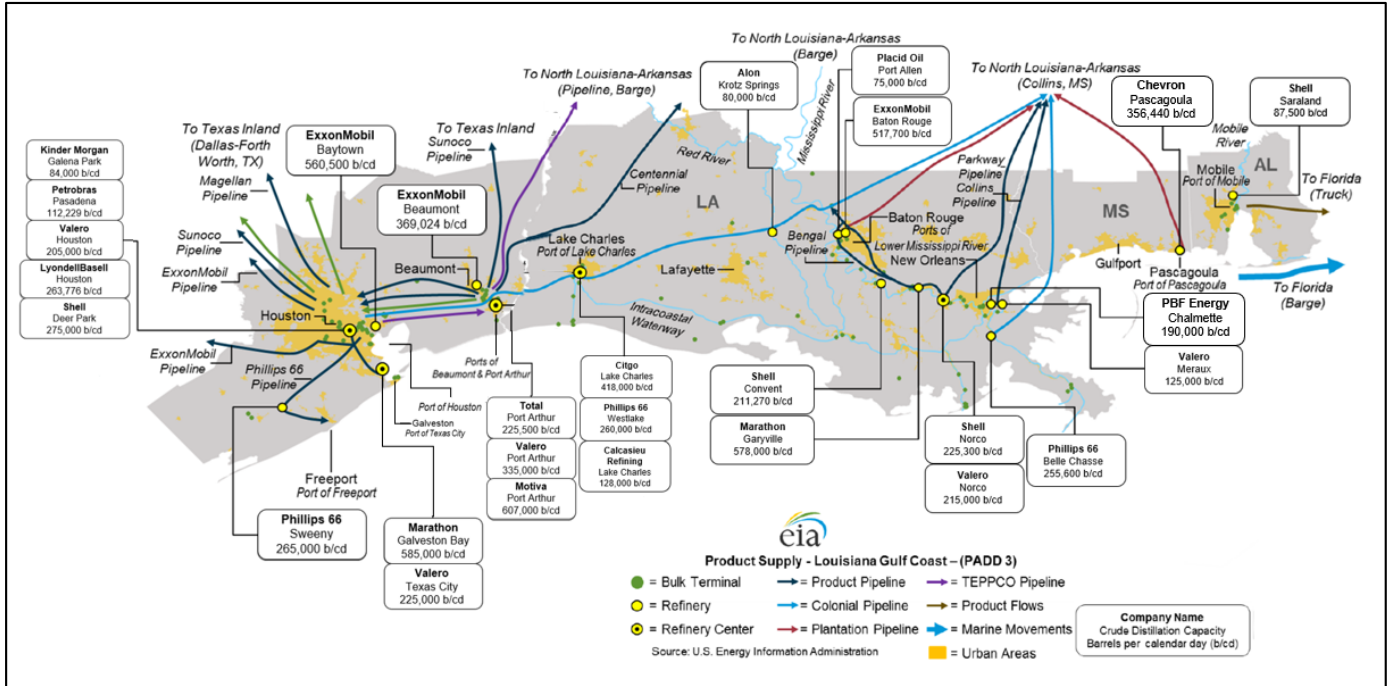 To North Louisiana-Arkansas
(Barge)
To North Louisiana-Arkansas
(Pipeline, Barge)
Alon
Krotz Springs
80,000 b/cd
Mississippi River
Placid Oil
Port Allen
75,000 b/cd
ExxonMobil
Baton Rouge
517,700 b/cd
To North Louisiana-Arkansas
(Collins, MS)
Chevron
Pascagoula
356,440 b/cd
Shell
Saraland
87,500 b/cd
Mobile
River
AL
Mobile
Port of Mobile
To Florida
(Truck)
Kinder Morgan
Galena Park
84,000 b/cd
Petrobras
Pasadena
112,229 b/cd
Valero
Houston
205,000 b/cd
LyondellBasell
Houston
263,776 b/cd
Shell
Deer Park
275,000 b/cd
To Texas Inland
(Dallas-Forth
Worth, TX)
Magellan
Pipeline
Sunoco
Pipeline
ExxonMobil
Pipeline
ExxonMobil
Baytown
560,500 b/cd
To Texas Inland
Sunoco
Pipeline
ExxonMobil
Beaumont
369,024 b/cd
Red River
Centennial
Pipeline
LA
Parkway
Pipeline
Collins
Pipeline
MS
Beaumont
Lake Charles
Port of Lake Charles
Lafayette
Bengal
Pipeline
Baton Rouge
Ports of
Lower Mississippi River
New Orleans
Gulfport
Pascagoula
Port of Pascagoula
To Florida
(Barge)
Houston
ExxonMobil
Pipeline
Phillips 66
Pipeline
Intracoastal
Waterway
Ports of
Beaumont & Port Arthur
Port of Houston
Galveston
Port of Texas City
Freeport
Port of Freeport
PBF Energy
Chalmette
190,000 b/cd
Valero
Meraux
125,000 b/cd
Citgo
Lake Charles
418,000 b/cd
Phillips 66
Westlake
260,000 b/cd
Calcasieu
Refining
Lake Charles
128,000 b/cd
Total
Port Arthur
225,500 b/cd
Valero
Port Arthur
335,000 b/cd
Motiva
Port Arthur
607,000 b/cd
Shell
Convent
211,270 b/cd
Marathon
Garyville
578,000 b/cd
Shell
Norco
225,300 b/cd
Valero
Norco
215,000 b/cd
Phillips 66
Belle Chasse
255,600 b/cd
Phillips 66
Sweeny
265,000 b/cd
Marathon
Galveston Bay
585,000 b/cd
Valero
Texas City
225,000 b/cd
eia
Product Supply - Louisiana Gulf Coast – (PADD 3)
= Bulk Terminal
= Product Pipeline
= TEPPCO Pipeline
= Refinery
= Colonial Pipeline
= Product Flows
= Refinery Center
= Plantation Pipeline
= Marine Movements
Source: U.S. Energy Information Administration
= Urban Areas
Company Name
Crude Distillation Capacity
Barrels per calendar day (b/cd)